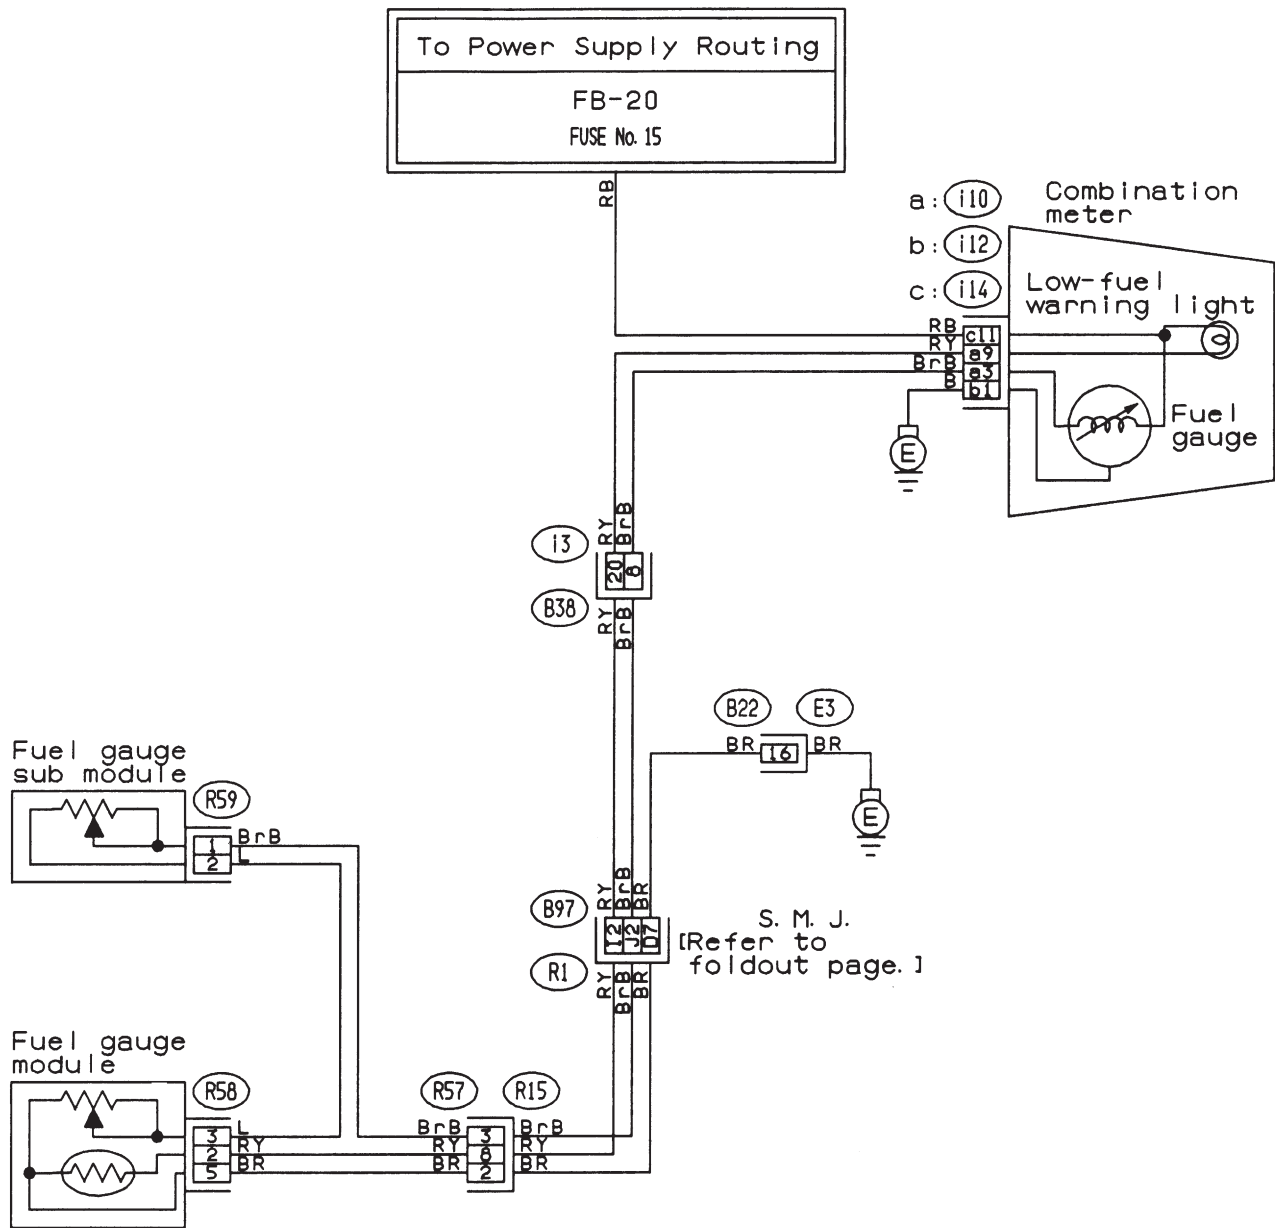 To Power Supply Routing
FB-20
FUSE No. 15
RB
a: i10
b: i12
c: i14
Combination
meter
Low-fuel
warning light
RB
RY
BrB
B
c11
a9
a3
b1
Fuel
gauge
E
RY
BrB
i3
20
8
B38
RY
BrB
B22
E3
BR
16
BR
E
Fuel gauge
sub module
R59
1
2
BrB
L
RY
BrB
BR
B97
I2
J2
D7
S. M. J.
[Refer to
foldout page. ]
R1
RY
BrB
BR
Fuel gauge
module
R58
R57
R15
3
2
5
L
RY
BR
BrB
RY
BR
3
8
2
BrB
RY
BR